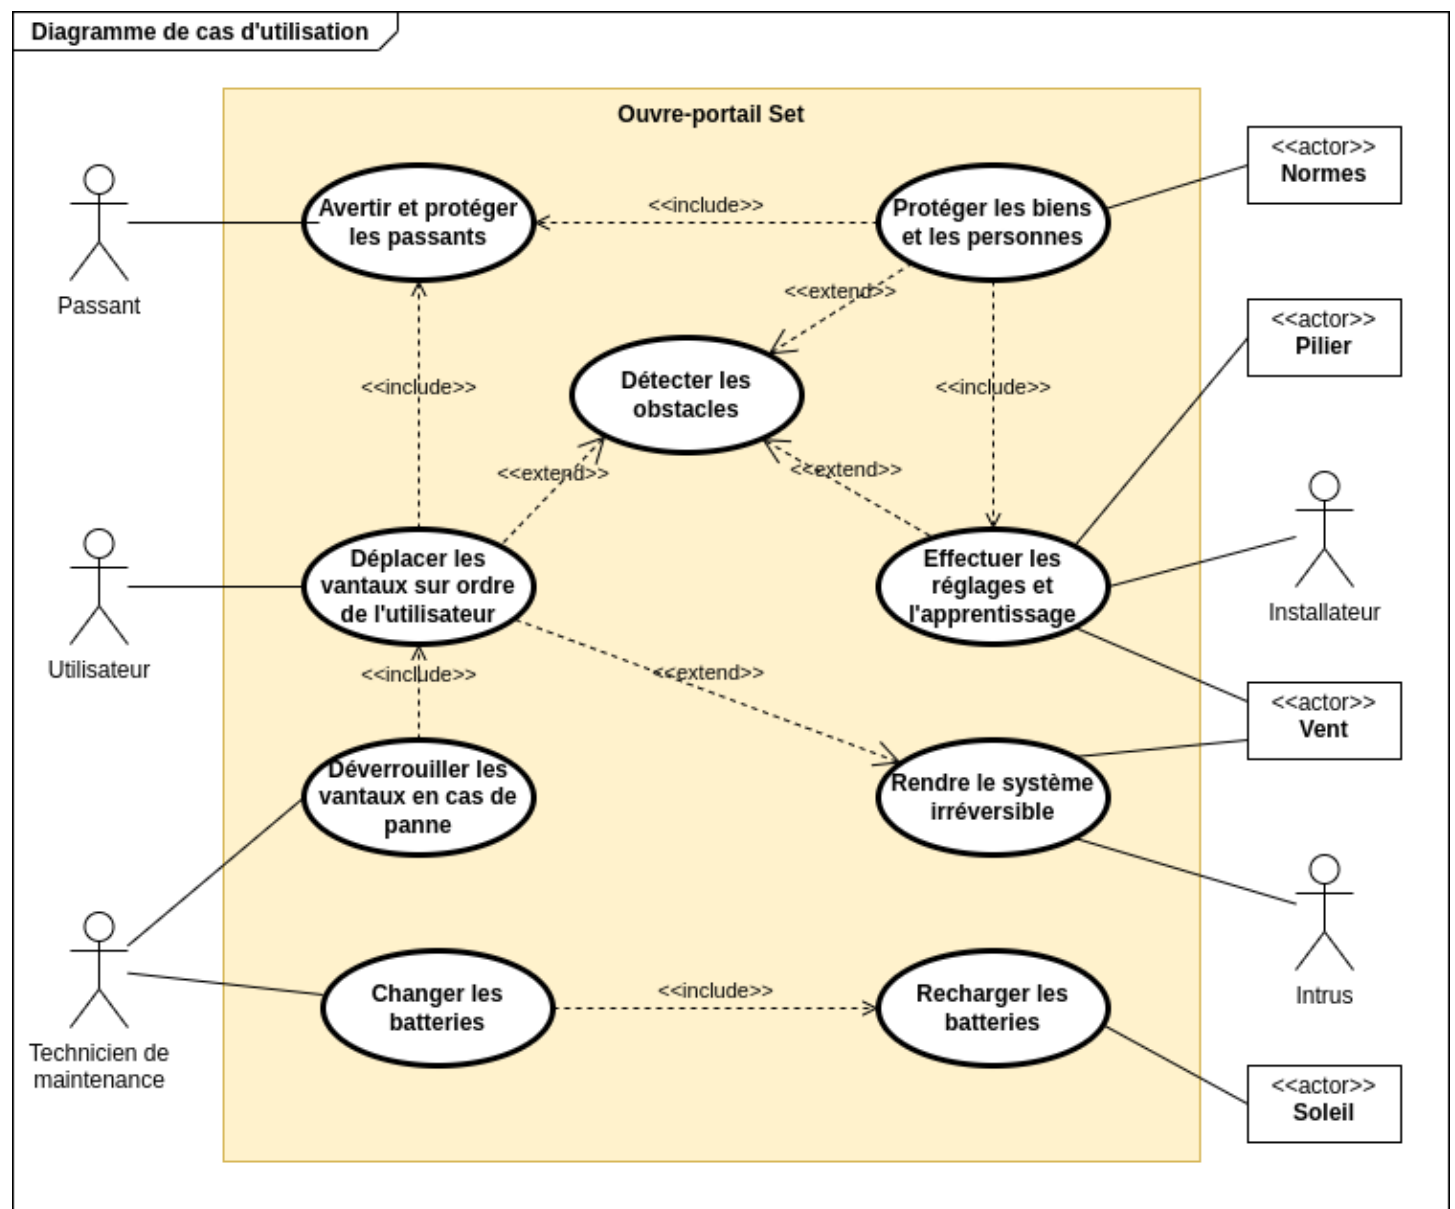 Diagramme de cas d'utilisation
Ouvre-portail Set
<<actor>>
Normes
Avertir et protéger
les passants
<<include>>
Protéger les biens
et les personnes
Passant
<<extend>>
<<actor>>
Pilier
Détecter les
obstacles
<<include>>
<<include>>
<<extend>>
<<extend>>
Déplacer les
vantaux sur ordre
de l'utilisateur
Effectuer les
réglages et
l'apprentissage
Installateur
Utilisateur
<<include>>
<<extend>>
<<actor>>
Vent
Déverrouiller les
vantaux en cas de
panne
Rendre le système
irréversible
Intrus
Changer les
batteries
<<include>>
Recharger les
batteries
Technicien de
maintenance
<<actor>>
Soleil